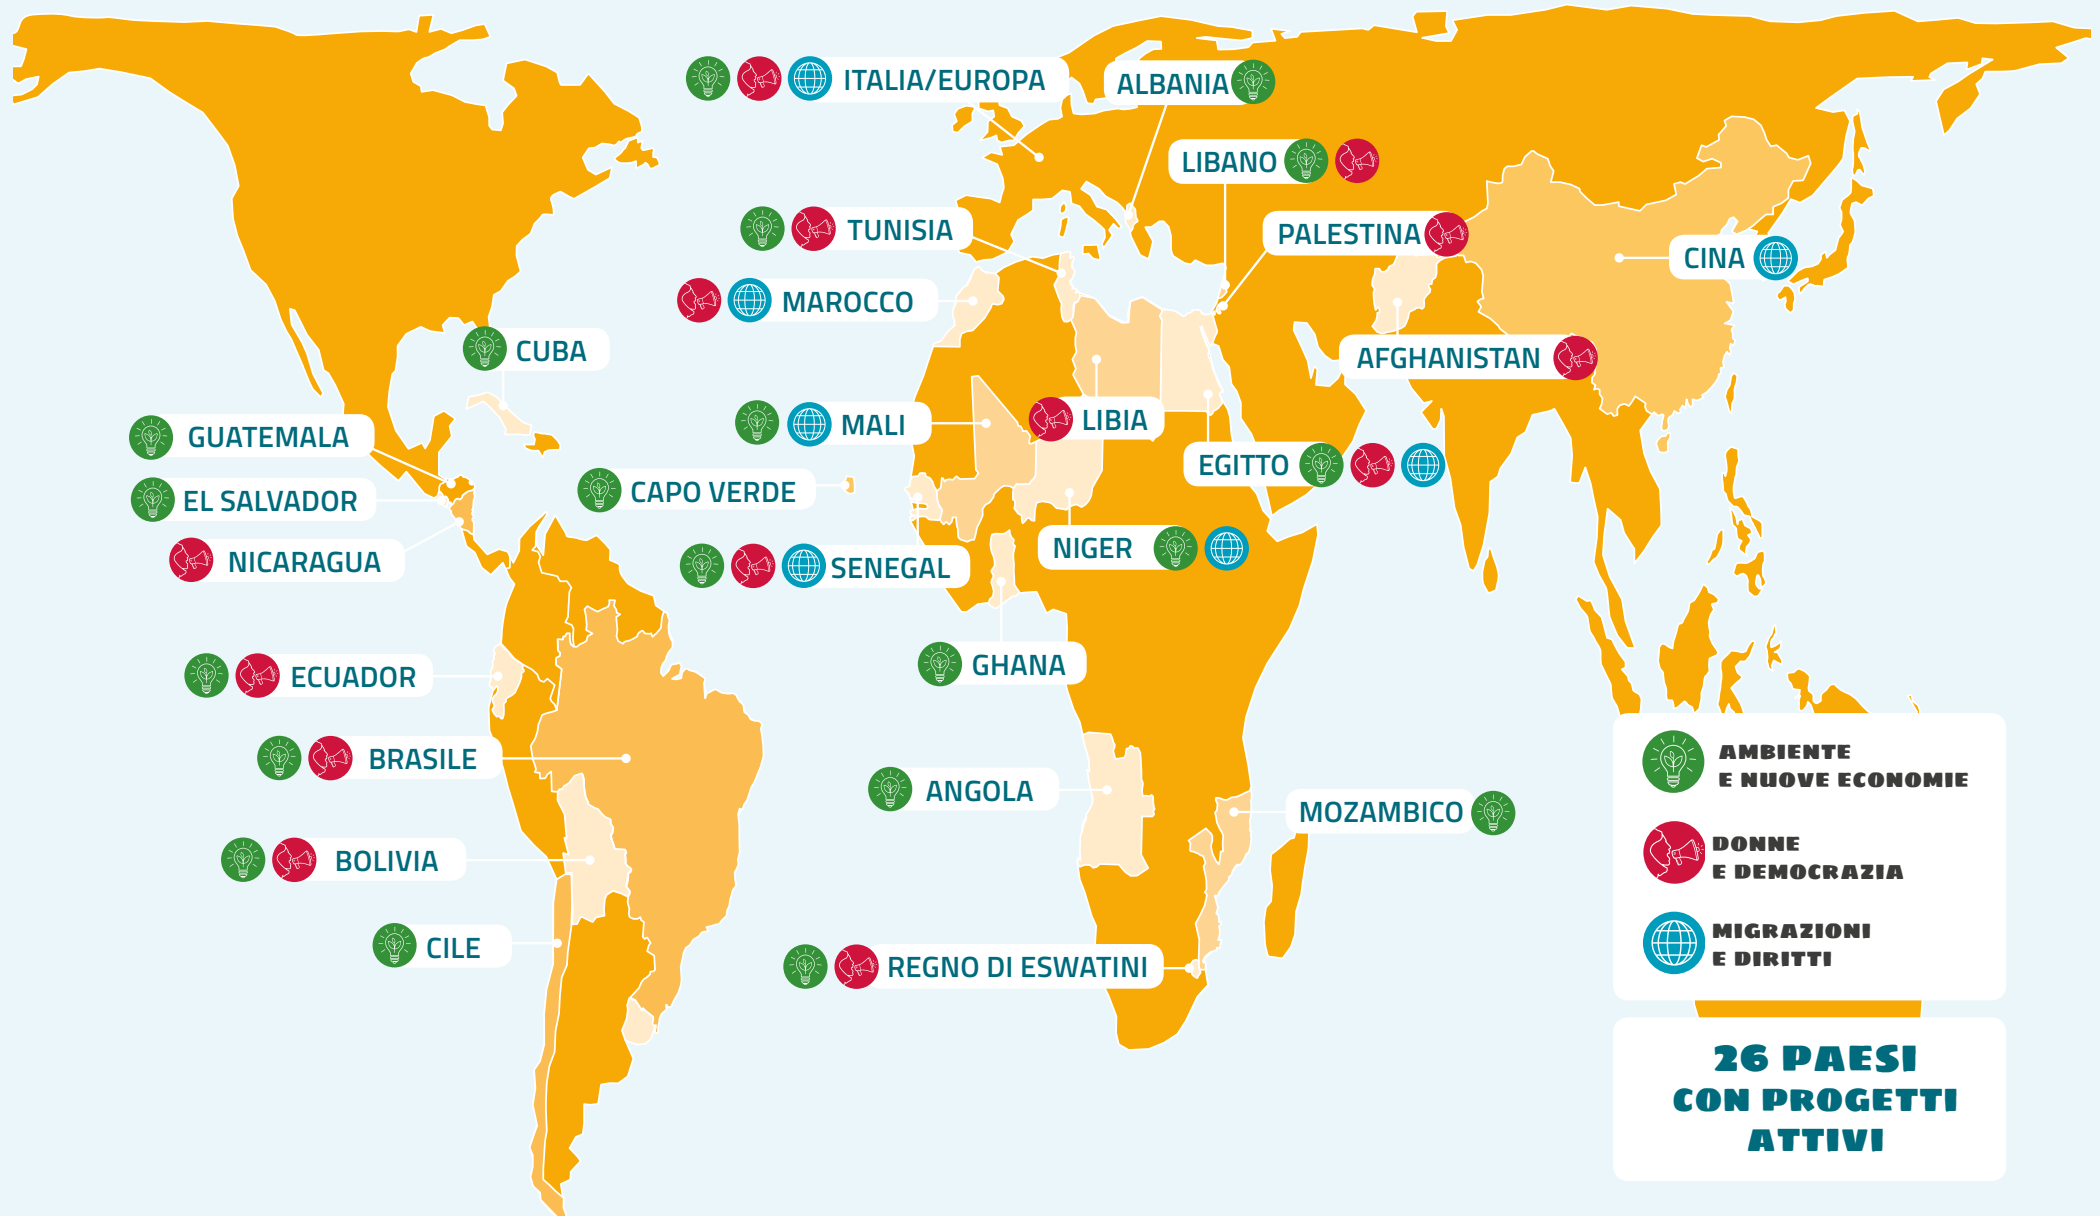 ITALIA/EUROPA
ALBANIA
LIBANO
TUNISIA
PALESTINA
CINA
MAROCCO
CUBA
AFGHANISTAN
GUATEMALA
MALI
LIBIA
EGITTO
EL SALVADOR
CAPO VERDE
NICARAGUA
SENEGAL
NIGER
GHANA
ECUADOR
BRASILE
ANGOLA
MOZAMBICO
BOLIVIA
CILE
REGNO DI ESWATINI
AMBIENTE
E NUOVE ECONOMIE
DONNE
E DEMOCRAZIA
MIGRAZIONI
E DIRITTI
26 PAESI
CON PROGETTI
ATTIVI